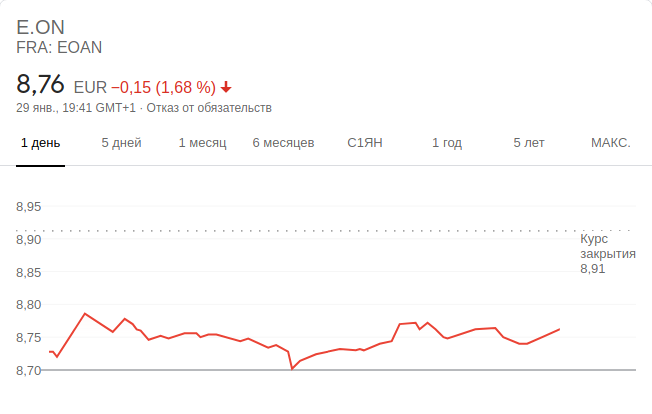 E.ON
FRA: EOAN
8,76 EUR −0,15 (1,68 %)
29 янв., 19:41 GMT+1 · Отказ от обязательств
1 день 5 дней 1 месяц 6 месяцев С1ЯН 1 год 5 лет МАКС.
8,95
8,90
8,85
8,80
8,75
8,70
Курс
закрытия
8,91